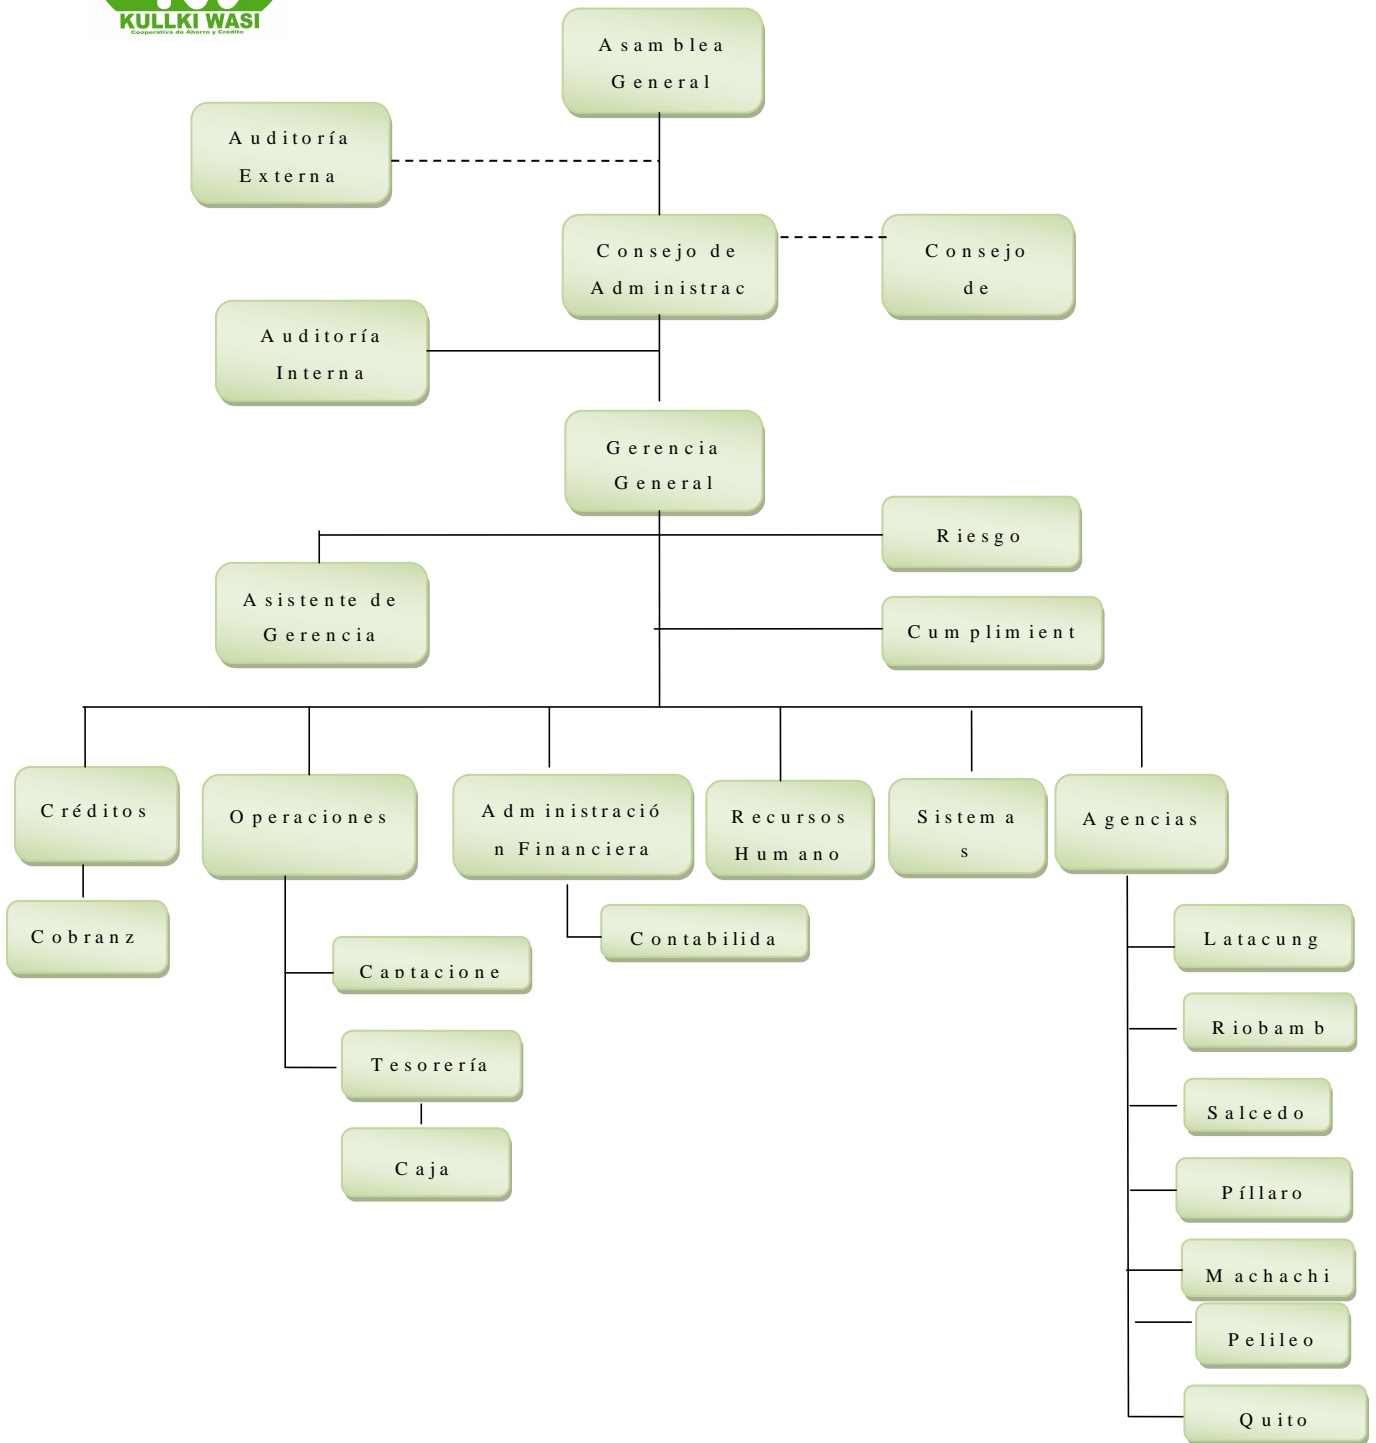 KULLKI WASI
Cooperativa de Ahorro y Crédito
Asamblea
General
Auditoría
Externa
Consejo de
Administrac
Consejo
de
Auditoría
Interna
Gerencia
General
Riesgo
Asistente de
Gerencia
Cumplimient
Créditos
Operaciones
Administració
n Financiera
Recursos
Humano
Sistema
s
Agencias
Cobranz
Captacione
Contabilida
Tesorería
Caja
Latacung
Riobamb
Salcedo
Píllaro
Machachi
Pelileo
Quito